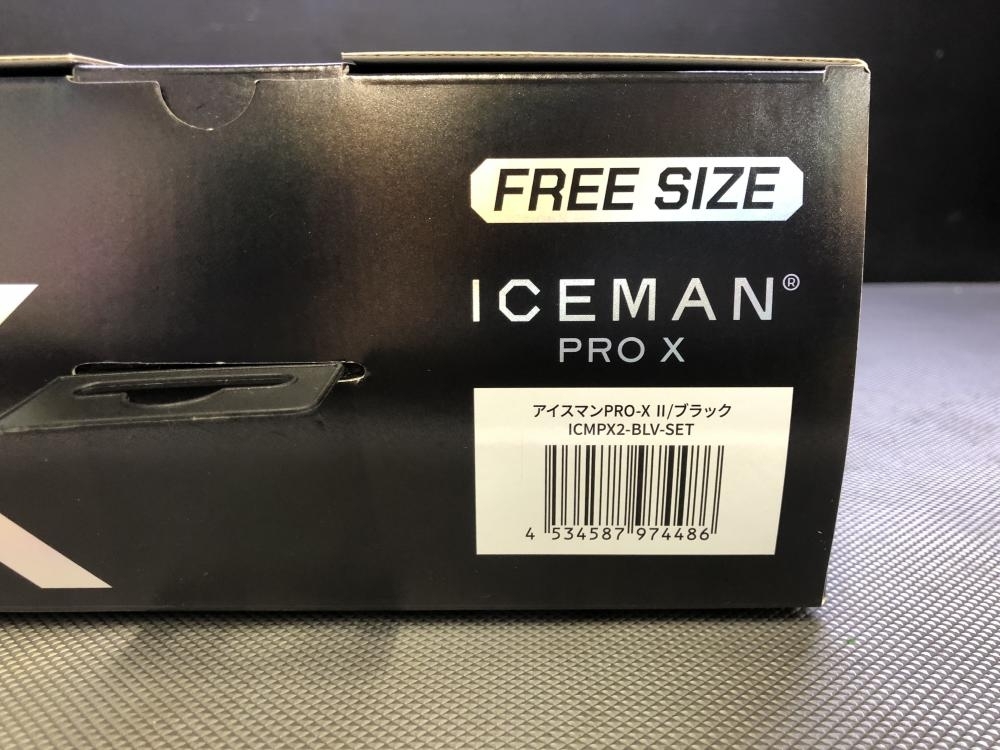 FREE SIZE
ICEMAN®
PRO X
アイスマンPRO-X II/ブラック
ICMPX2-BLV-SET
4 534587 974486